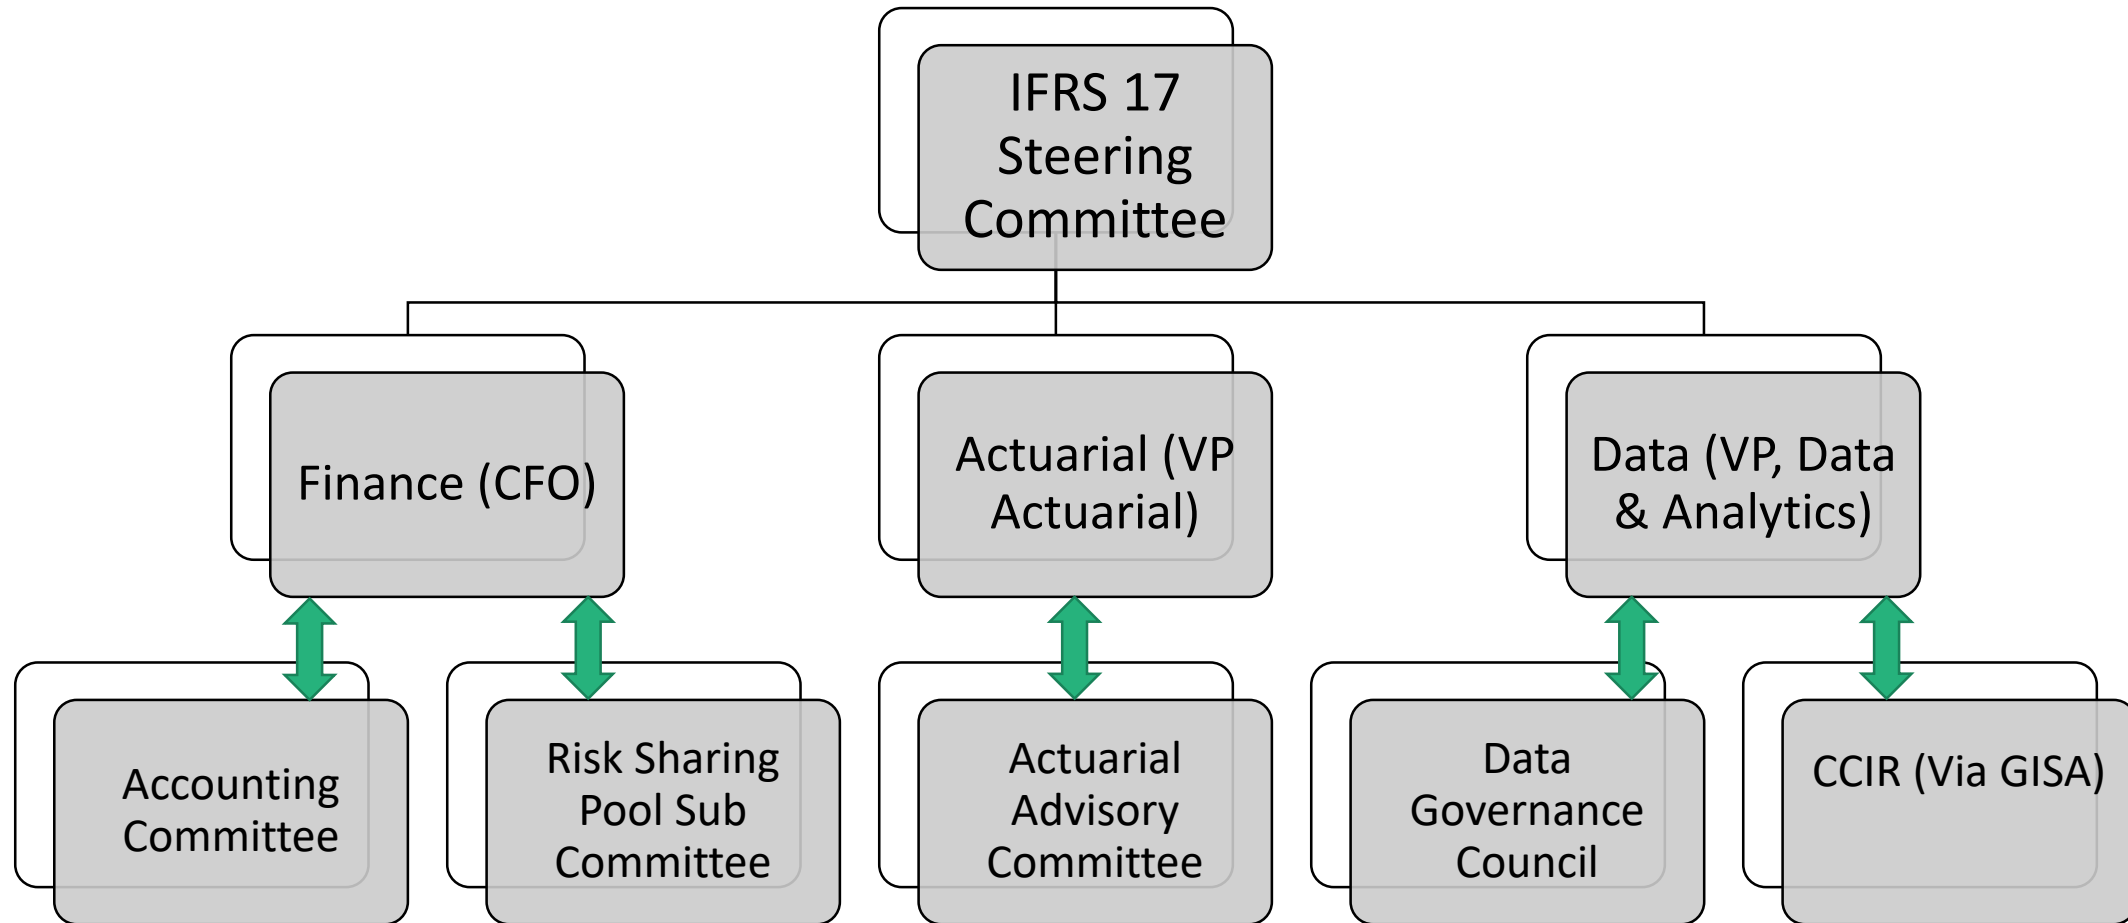 IFRS 17
Steering
Committee
Finance (CFO)
Actuarial (VP
Actuarial)
Data (VP, Data
& Analytics)
Accounting
Committee
Risk Sharing
Pool Sub
Committee
Actuarial
Advisory
Committee
Data
Governance
Council
CCIR (Via GISA)